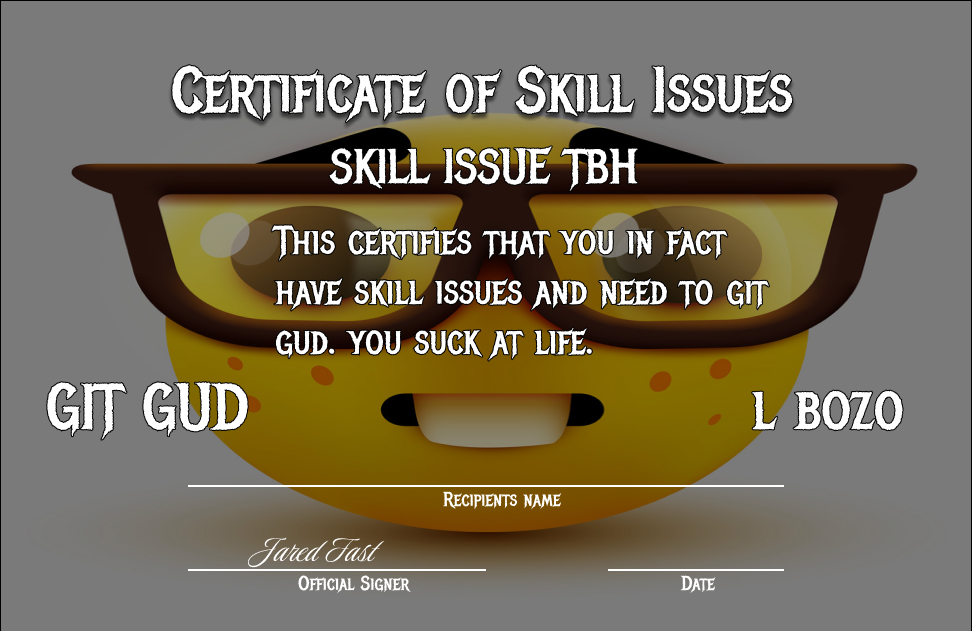 Certificate of Skill Issues
SKILL ISSUE TBH
This certifies that you in fact
have skill issues and need to git
gud. you suck at life.
GIT GUD
L BOZO
Recipients name
Jared Fast
Official Signer
Date